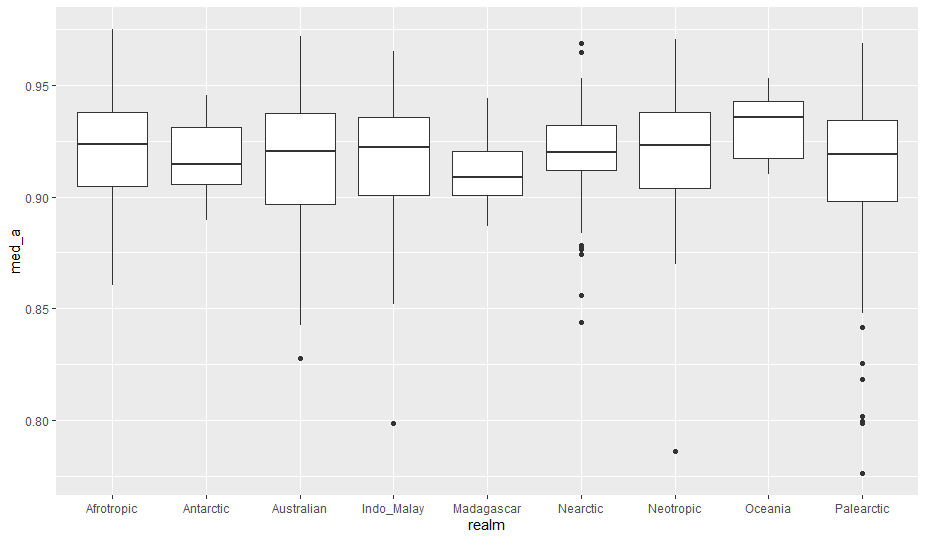 0.95
0.90
0.85
0.80
med_a
Afrotropic Antarctic Australian Indo_Malay Madagascar Nearctic Neotropic Oceania Palearctic
realm